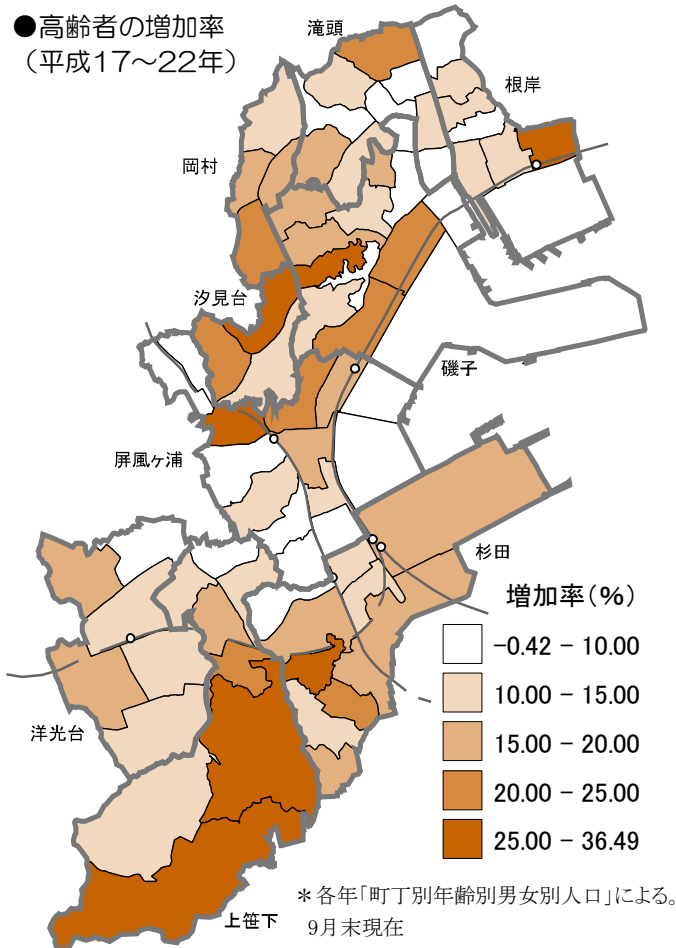 ●高齢者の増加率
（平成17～22年）
滝頭
根岸
岡村
汐見台
磯子
屏風ヶ浦
杉田
増加率（％）
-0.42 - 10.00
10.00 - 15.00
15.00 - 20.00
20.00 - 25.00
25.00 - 36.49
洋光台
上笹下
＊各年「町丁別年齢別男女別人口」による。
9月末現在